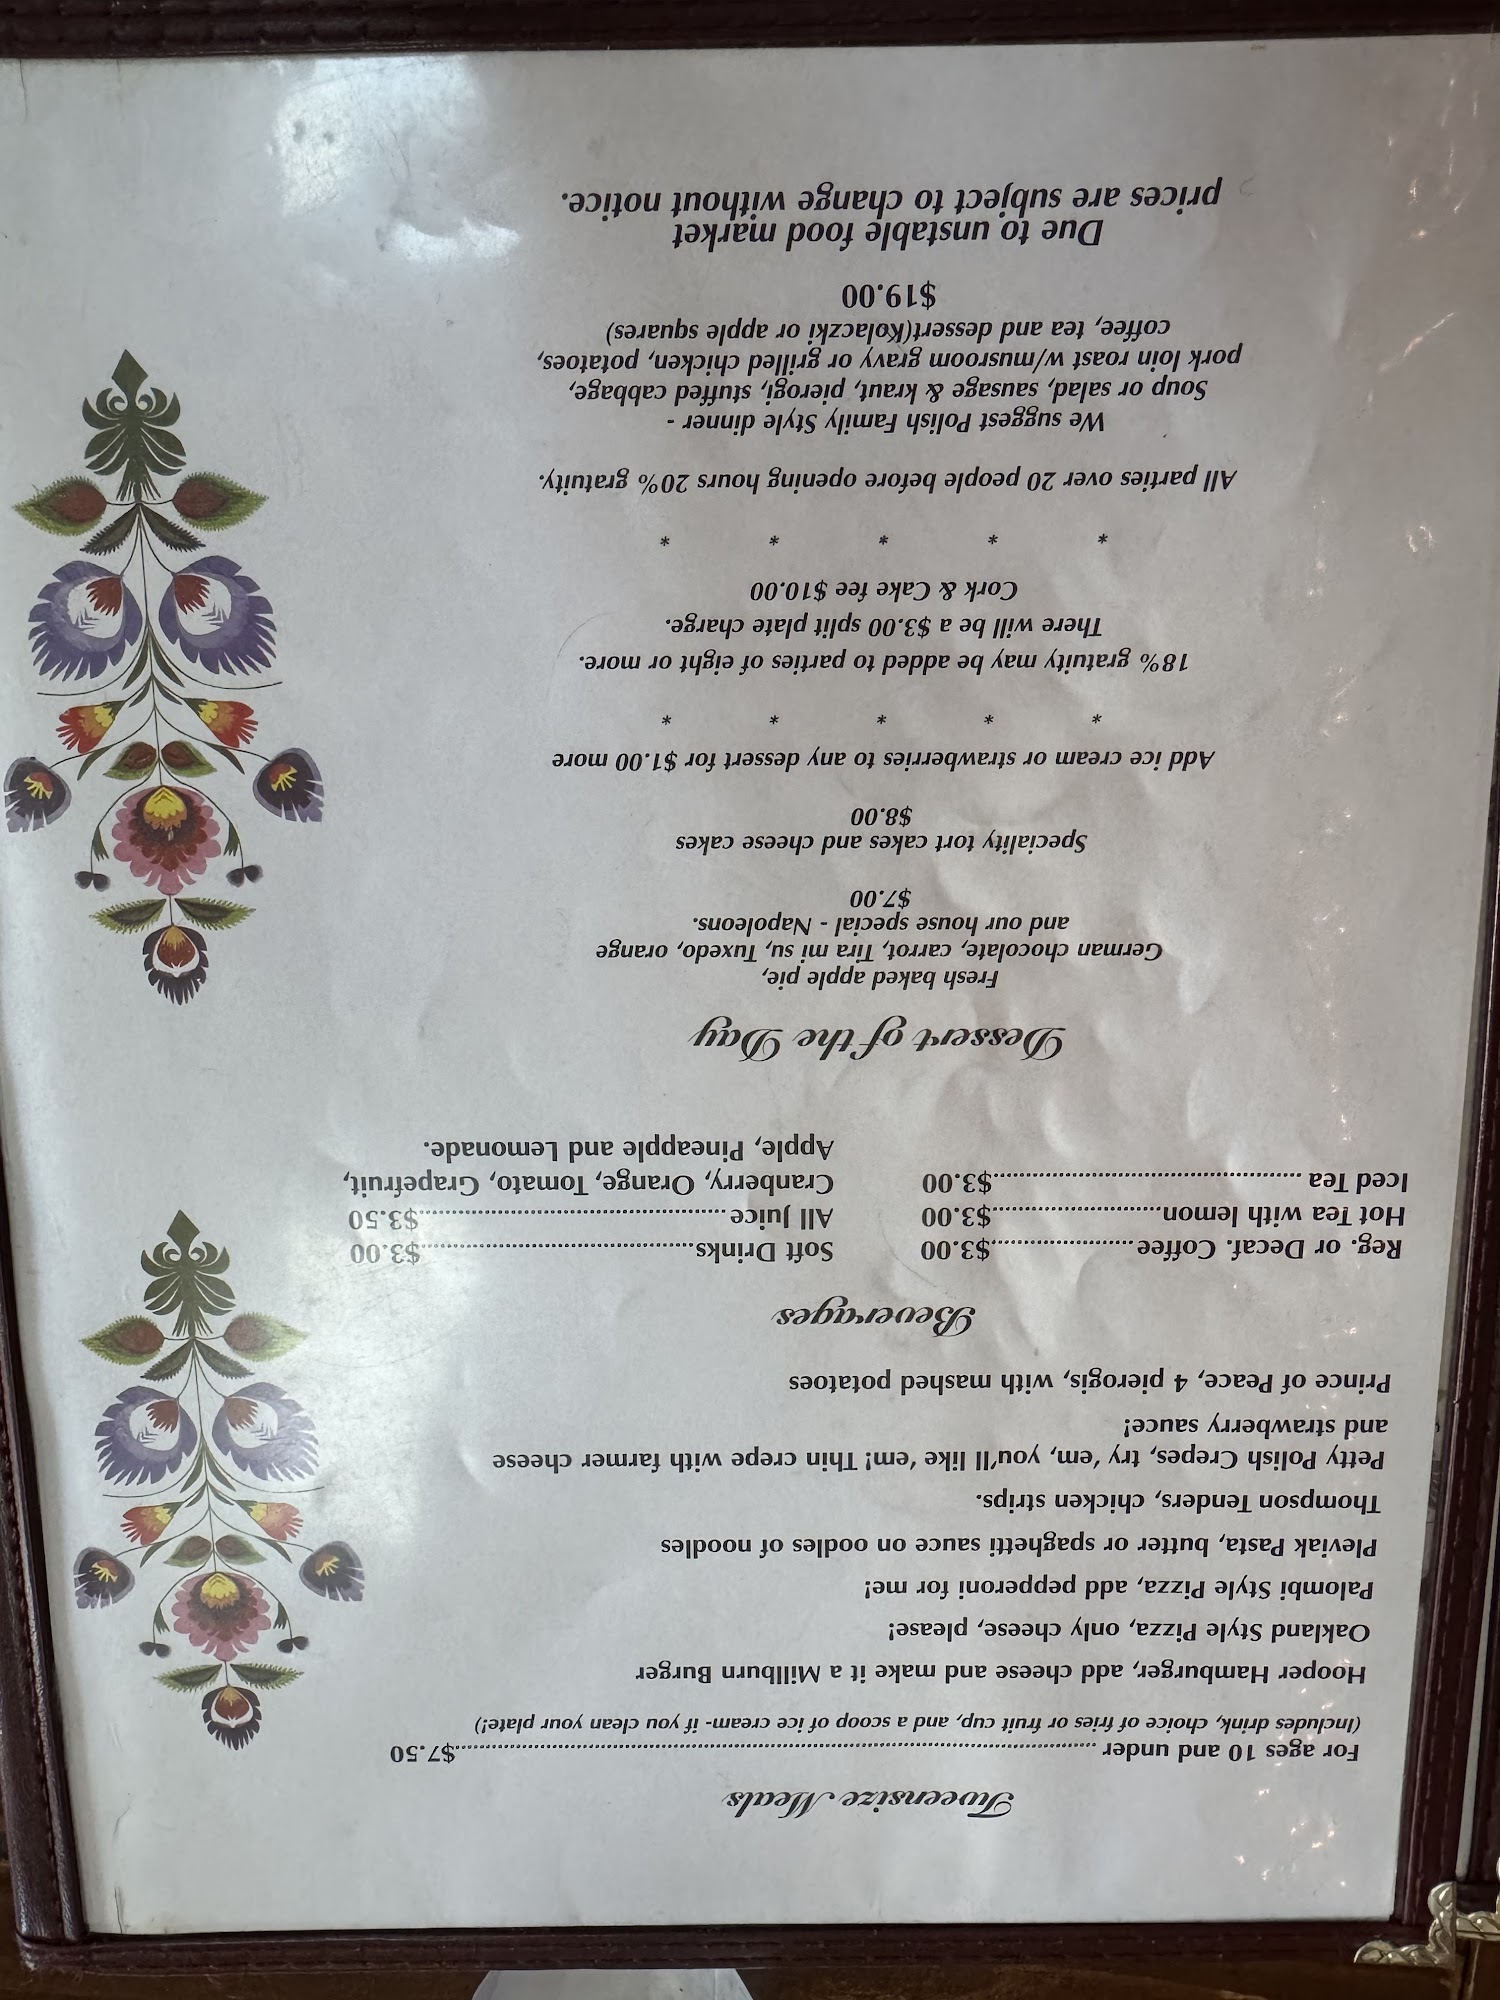 Tweensize Meals
For ages 10 and under ..........................................................................................$7.50
(Includes drink, choice of fries or fruit cup, and a scoop of ice cream- if you clean your plate!)
Hooper Hamburger, add cheese and make it a Millburn Burger
Oakland Style Pizza, only cheese, please!
Palombi Style Pizza, add pepperoni for me!
Pleviak Pasta, butter or spaghetti sauce on oodles of noodles
Thompson Tenders, chicken strips.
Petty Polish Crepes, try ‘em, you’ll like ‘em! Thin crepe with farmer cheese
and strawberry sauce!
Prince of Peace, 4 pierogis, with mashed potatoes
Beverages
Reg. or Decaf. Coffee .....................$3.00
Hot Tea with lemon.........................$3.00
Iced Tea ..............................................$3.00
Soft Drinks........................................$3.00
All Juice .............................................$3.50
Cranberry, Orange, Tomato, Grapefruit,
Apple, Pineapple and Lemonade.
Dessert of the Day
Fresh baked apple pie,
German chocolate, carrot, Tira mi su, Tuxedo, orange
and our house special - Napoleons.
$7.00
Speciality tort cakes and cheese cakes
$8.00
Add ice cream or strawberries to any dessert for $1.00 more
* * * * *
18% gratuity may be added to parties of eight or more.
There will be a $3.00 split plate charge.
Cork & Cake fee $10.00
* * * * *
All parties over 20 people before opening hours 20% gratuity.
We suggest Polish Family Style dinner -
Soup or salad, sausage & kraut, pierogi, stuffed cabbage,
pork loin roast w/musroom gravy or grilled chicken, potatoes,
coffee, tea and dessert(Kolaczki or apple squares)
$19.00
Due to unstable food market
prices are subject to change without notice.